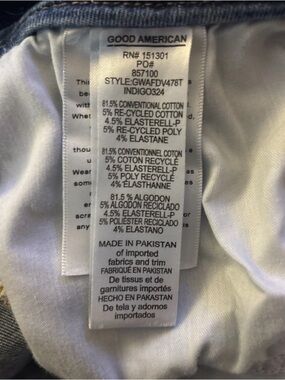 GOOD AMERICAN
RN# 151301
PO#
857100
STYLE:GWAFDV478T
INDIGO324
81.5% CONVENTIONAL COTTON
5% RE-CYCLED COTTON
4.5% ELASTERELL-P
5% RE-CYCLED POLY
4% ELASTANE
81.5% CONVENTIONNEL COTON
5% COTON RECYCLÉ
4.5% ELASTERELL-P
5% POLY RECYCLÉ
4% ÉLASTHANNE
81.5 % ALGODON
5% ALGODÓN RECICLADO
4.5% ELASTERELL-P
5% POLIÉSTER RECICLADO
4% ELASTANO
MADE IN PAKISTAN
of imported
fabrics and trim
FABRIQUÉ EN PAKISTAN
De tissus et de
garnitures importés
HECHO EN PAKASTAN
De tela y adornos
importados